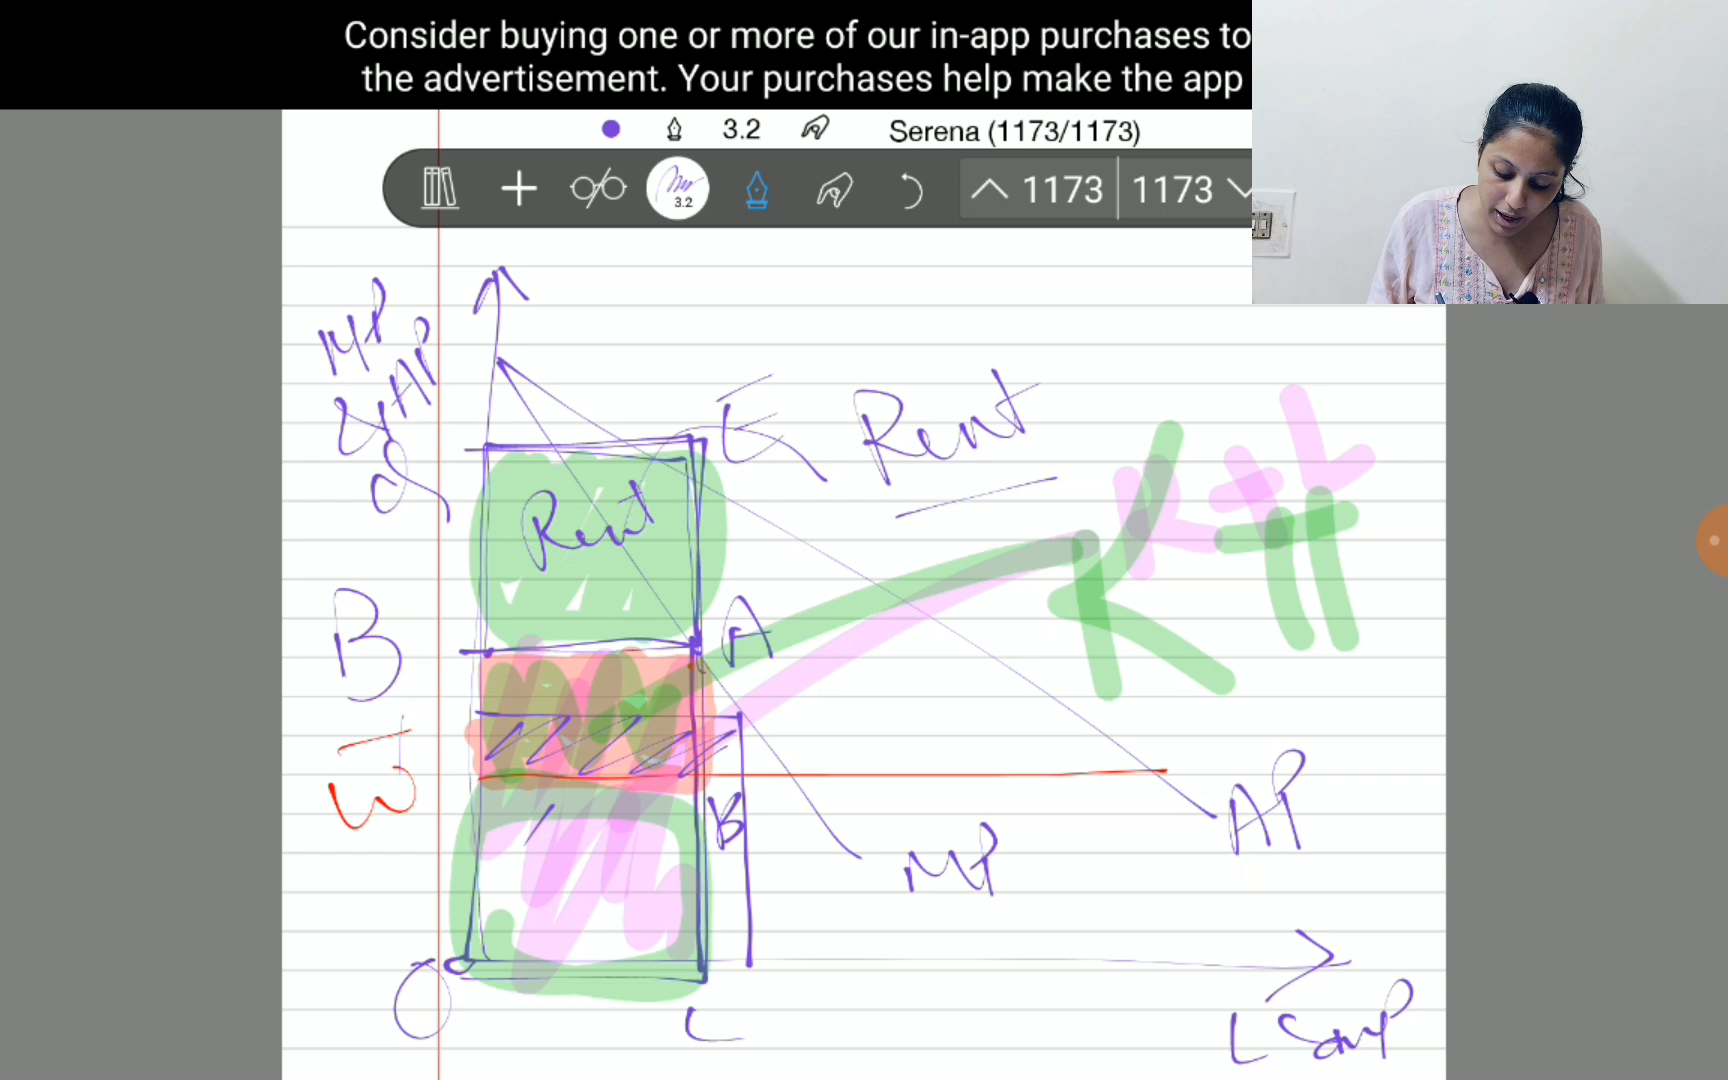 Consider buying one or more of our in-app purchases to
the advertisement. Your purchases help make the app
3.2 Serena (1173/1173)
3.2 1173 1173
MP
& AP
E Rent
Rent
K+L
K
B
A
W
B
AP
MP
O
L
L